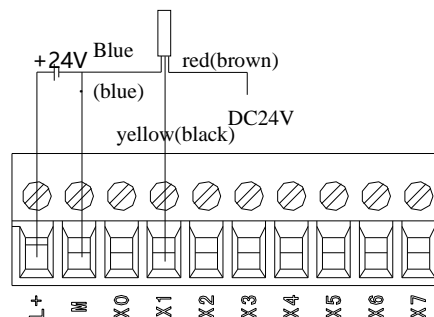 +24V Blue red(brown)
(blue)
DC24V
yellow(black)
L+ M X0 X1 X2 X3 X4 X5 X6 X7